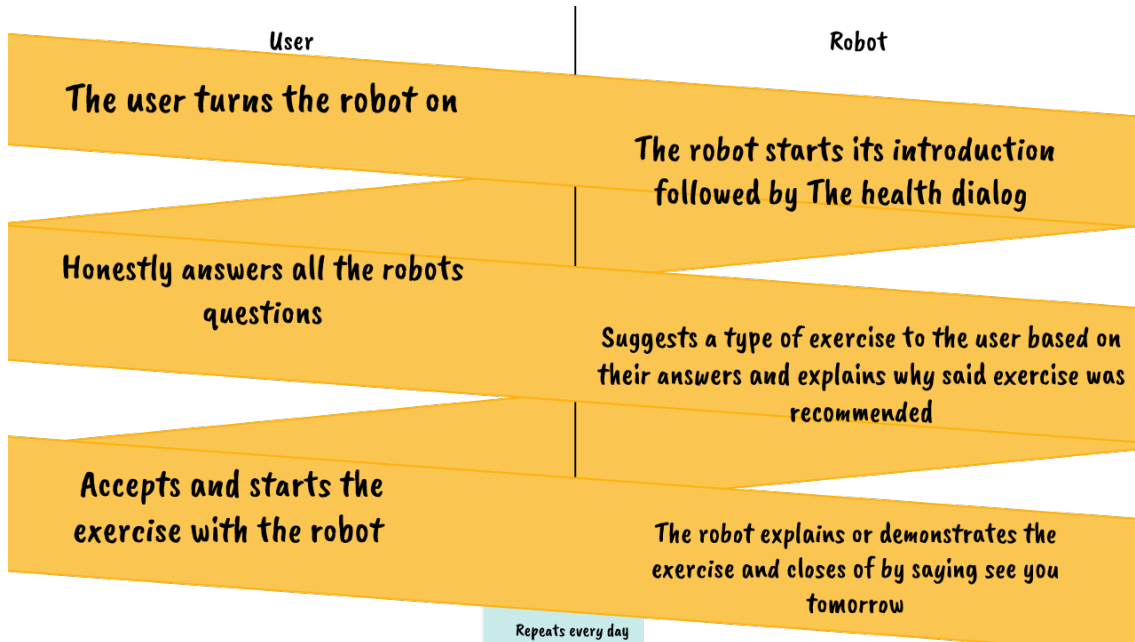 User
Robot
The user turns the robot on
The robot starts its introduction
followed by The health dialog
Honestly answers all the robots
questions
Suggests a type of exercise to the user based on
their answers and explains why said exercise was
recommended
Accepts and starts the
exercise with the robot
The robot explains or demonstrates the
exercise and closes of by saying see you
tomorrow
Repeats every day